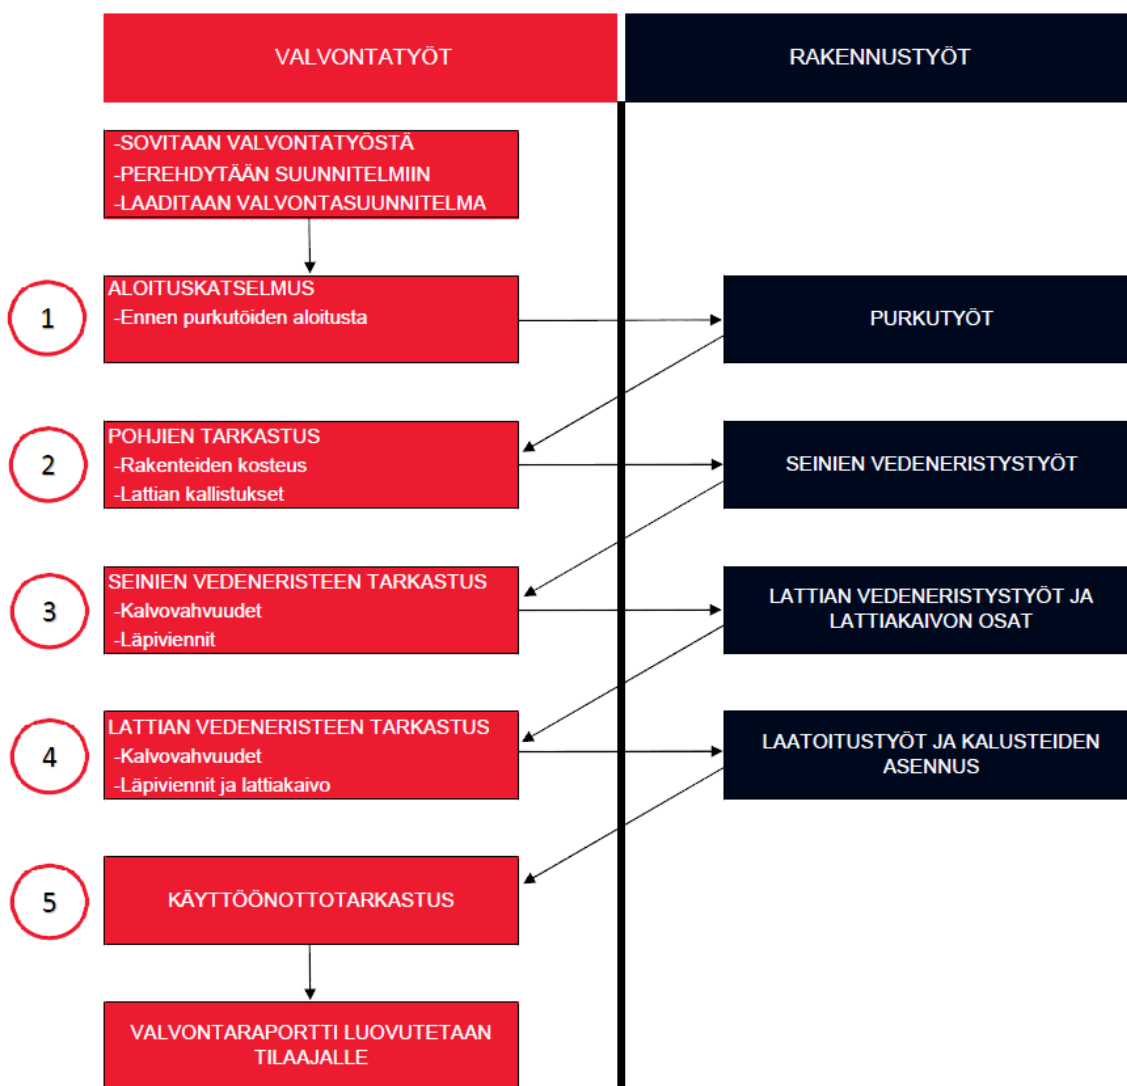 VALVONTATYÖT
RAKENNUSTYÖT
-SOVITAAN VALVONTATYÖSTÄ
-PEREHDYTÄÄN SUUNNITELMIIN
-LAADITAAN VALVONTASUUNNITELMA
1
ALOITUSKATSELMUS
-Ennen purkutöiden aloitusta
PURKUTYÖT
2
POHJIEN TARKASTUS
-Rakenteiden kosteus
-Lattian kallistukset
SEINIEN VEDENERISTYSTYÖT
3
SEINIEN VEDENERISTEEN TARKASTUS
-Kalvovahvuudet
-Läpiviennit
LATTIAN VEDENERISTYSTYÖT JA
LATTIAKAIVON OSAT
4
LATTIAN VEDENERISTEEN TARKASTUS
-Kalvovahvuudet
-Läpiviennit ja lattiakaivo
LAATOITUSTYÖT JA KALUSTEIDEN
ASENNUS
5
KÄYTTÖÖNOTTOTARKASTUS
VALVONTARAPORTTI LUOVUTETAAN
TILAAJALLE